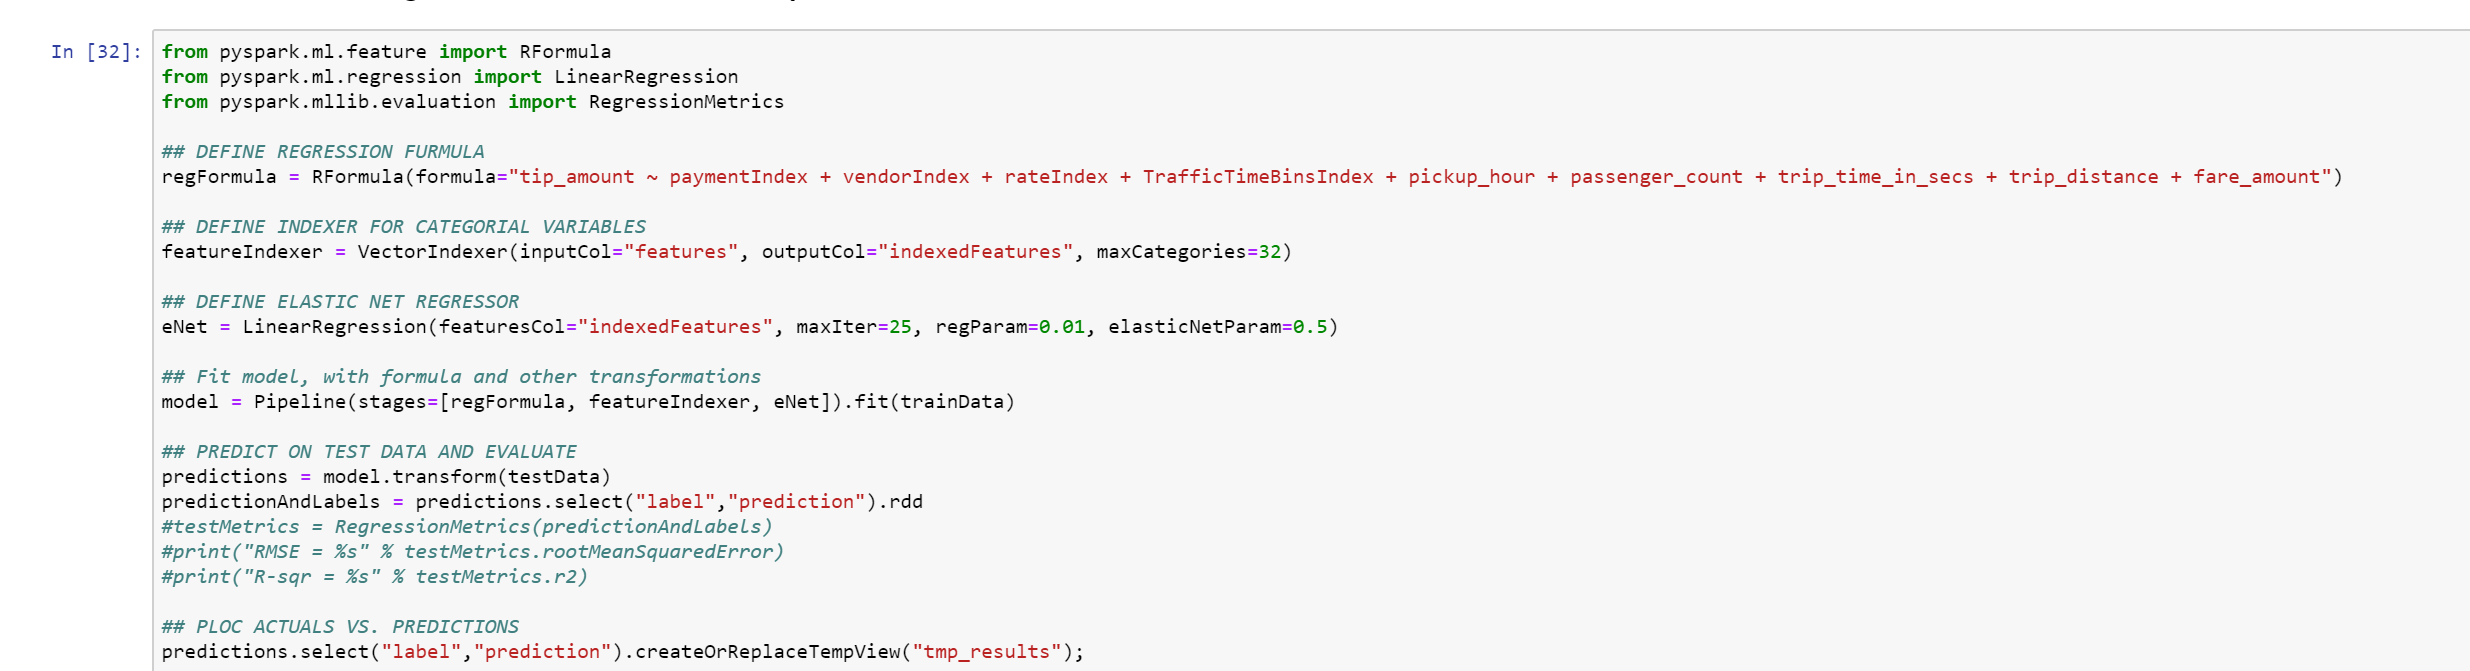 In [32]: from pyspark.ml.feature import RFormula
from pyspark.ml.regression import LinearRegression
from pyspark.mllib.evaluation import RegressionMetrics
## DEFINE REGRESSION FURMULA
regFormula = RFormula(formula="tip_amount ~ paymentIndex + vendorIndex + rateIndex + TrafficTimeBinsIndex + pickup_hour + passenger_count + trip_time_in_secs + trip_distance + fare_amount")
## DEFINE INDEXER FOR CATEGORIAL VARIABLES
featureIndexer = VectorIndexer(inputCol="features", outputCol="indexedFeatures", maxCategories=32)
## DEFINE ELASTIC NET REGRESSOR
eNet = LinearRegression(featuresCol="indexedFeatures", maxIter=25, regParam=0.01, elasticNetParam=0.5)
## Fit model, with formula and other transformations
model = Pipeline(stages=[regFormula, featureIndexer, eNet]).fit(trainData)
## PREDICT ON TEST DATA AND EVALUATE
predictions = model.transform(testData)
predictionAndLabels = predictions.select("label","prediction").rdd
#testMetrics = RegressionMetrics(predictionAndLabels)
#print("RMSE = %s" % testMetrics.rootMeanSquaredError)
#print("R-sqr = %s" % testMetrics.r2)
## PLOC ACTUALS VS. PREDICTIONS
predictions.select("label","prediction").createOrReplaceTempView("tmp_results");